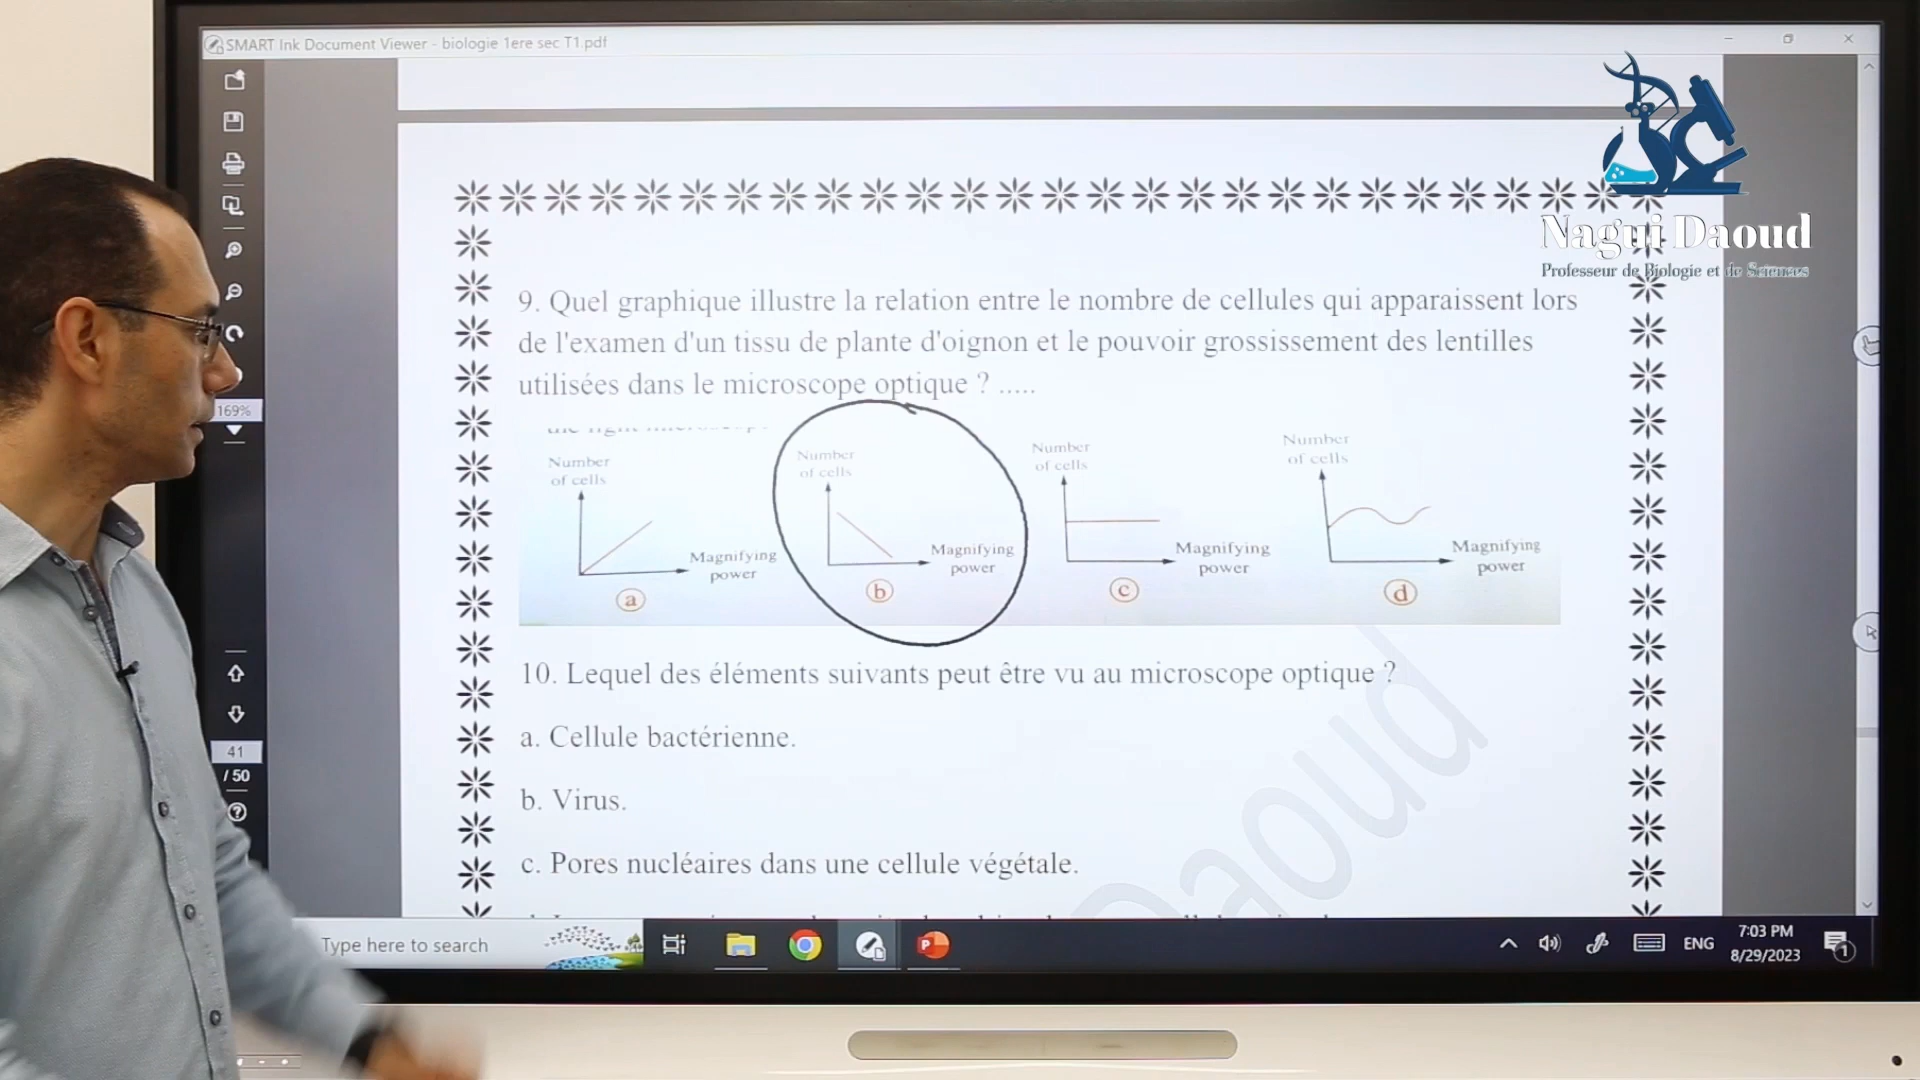 SMART Ink Document Viewer - biologie 1ere sec T1.pdf
Nagui Daoud
Professeur de Biologie et de Sciences
9. Quel graphique illustre la relation entre le nombre de cellules qui apparaissent lors
de l'examen d'un tissu de plante d'oignon et le pouvoir grossissement des lentilles
utilisées dans le microscope optique ? .....
Number
of cells
Magnifying
power
a
Number
of cells
Magnifying
power
b
Number
of cells
Magnifying
power
c
Number
of cells
Magnifying
power
d
10. Lequel des éléments suivants peut être vu au microscope optique ?
a. Cellule bactérienne.
b. Virus.
c. Pores nucléaires dans une cellule végétale.
Daoud
169%
41
/ 50
Type here to search
ENG
7:03 PM
8/29/2023
1